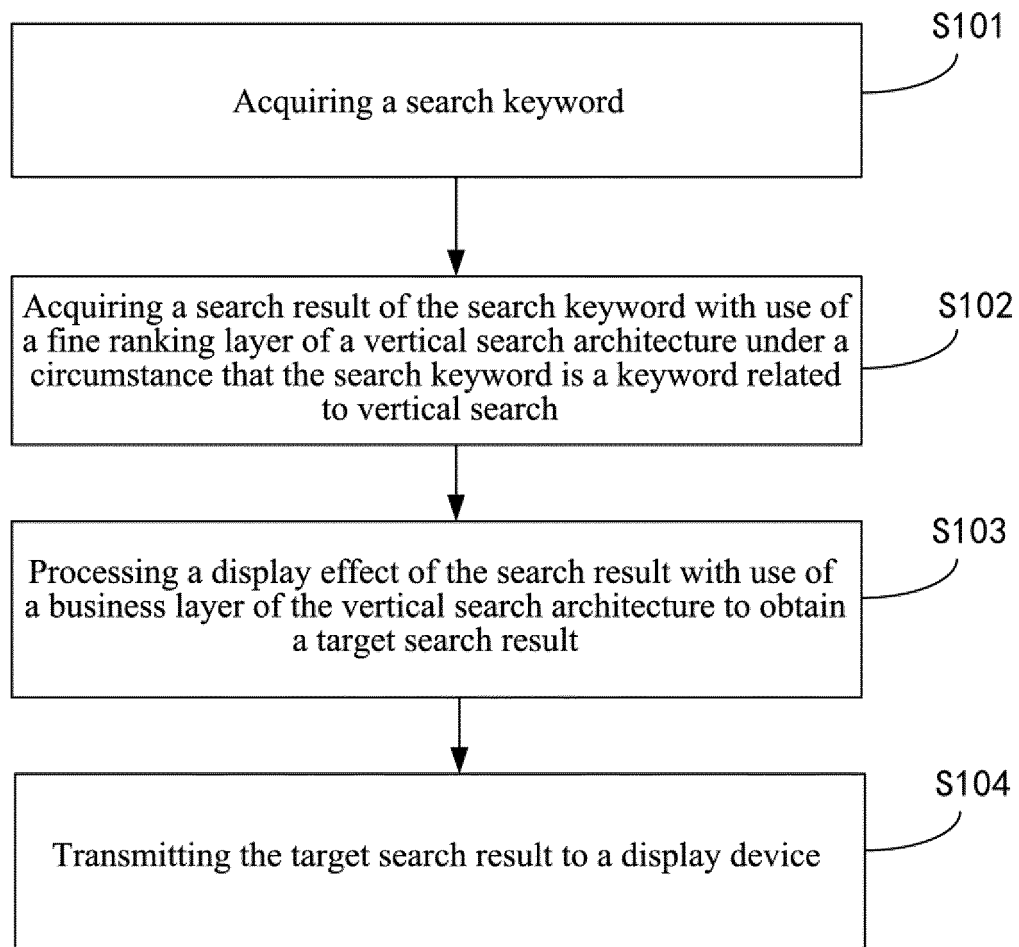 S101
Acquiring a search keyword
S102
Acquiring a search result of the search keyword with use of
a fine ranking layer of a vertical search architecture under a
circumstance that the search keyword is a keyword related
to vertical search
S103
Processing a display effect of the search result with use of
a business layer of the vertical search architecture to obtain
a target search result
S104
Transmitting the target search result to a display device